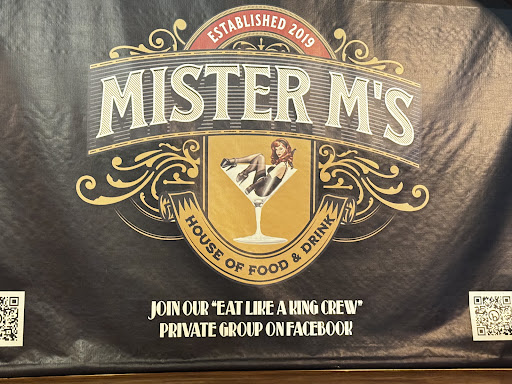 ESTABLISHED 2019
MISTER M'S
HOUSE OF FOOD & DRINK
JOIN OUR "EAT LIKE A KING CREW"
PRIVATE GROUP ON FACEBOOK